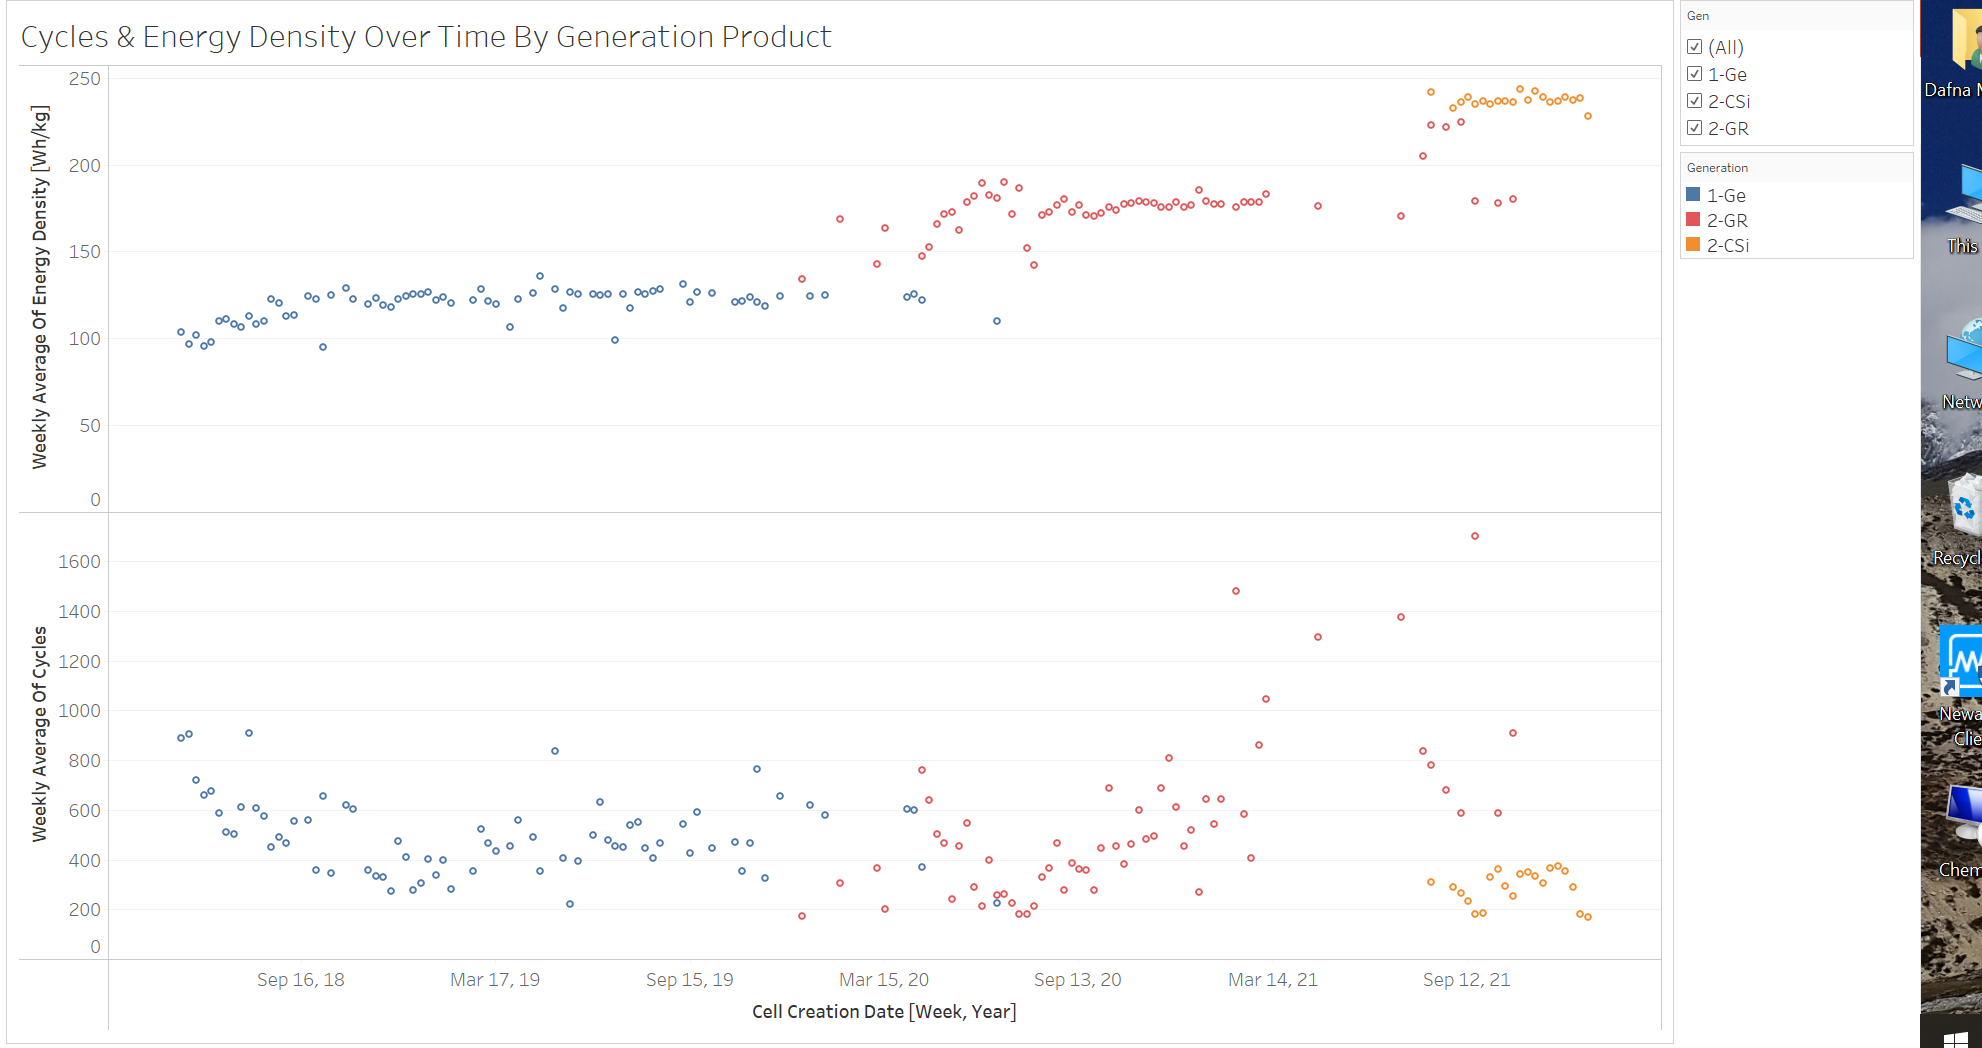 Cycles & Energy Density Over Time By Generation Product
Weekly Average Of Energy Density [Wh/kg]
250
200
150
100
50
0
Weekly Average Of Cycles
1600
1400
1200
1000
800
600
400
200
0
Sep 16, 18
Mar 17, 19
Sep 15, 19
Mar 15, 20
Sep 13, 20
Mar 14, 21
Sep 12, 21
Cell Creation Date [Week, Year]
Gen
(All)
1-Ge
2-CSi
2-GR
Generation
1-Ge
2-GR
2-CSi
Dafna M
This
Netw
Recycl
Newa
Clie
Chem